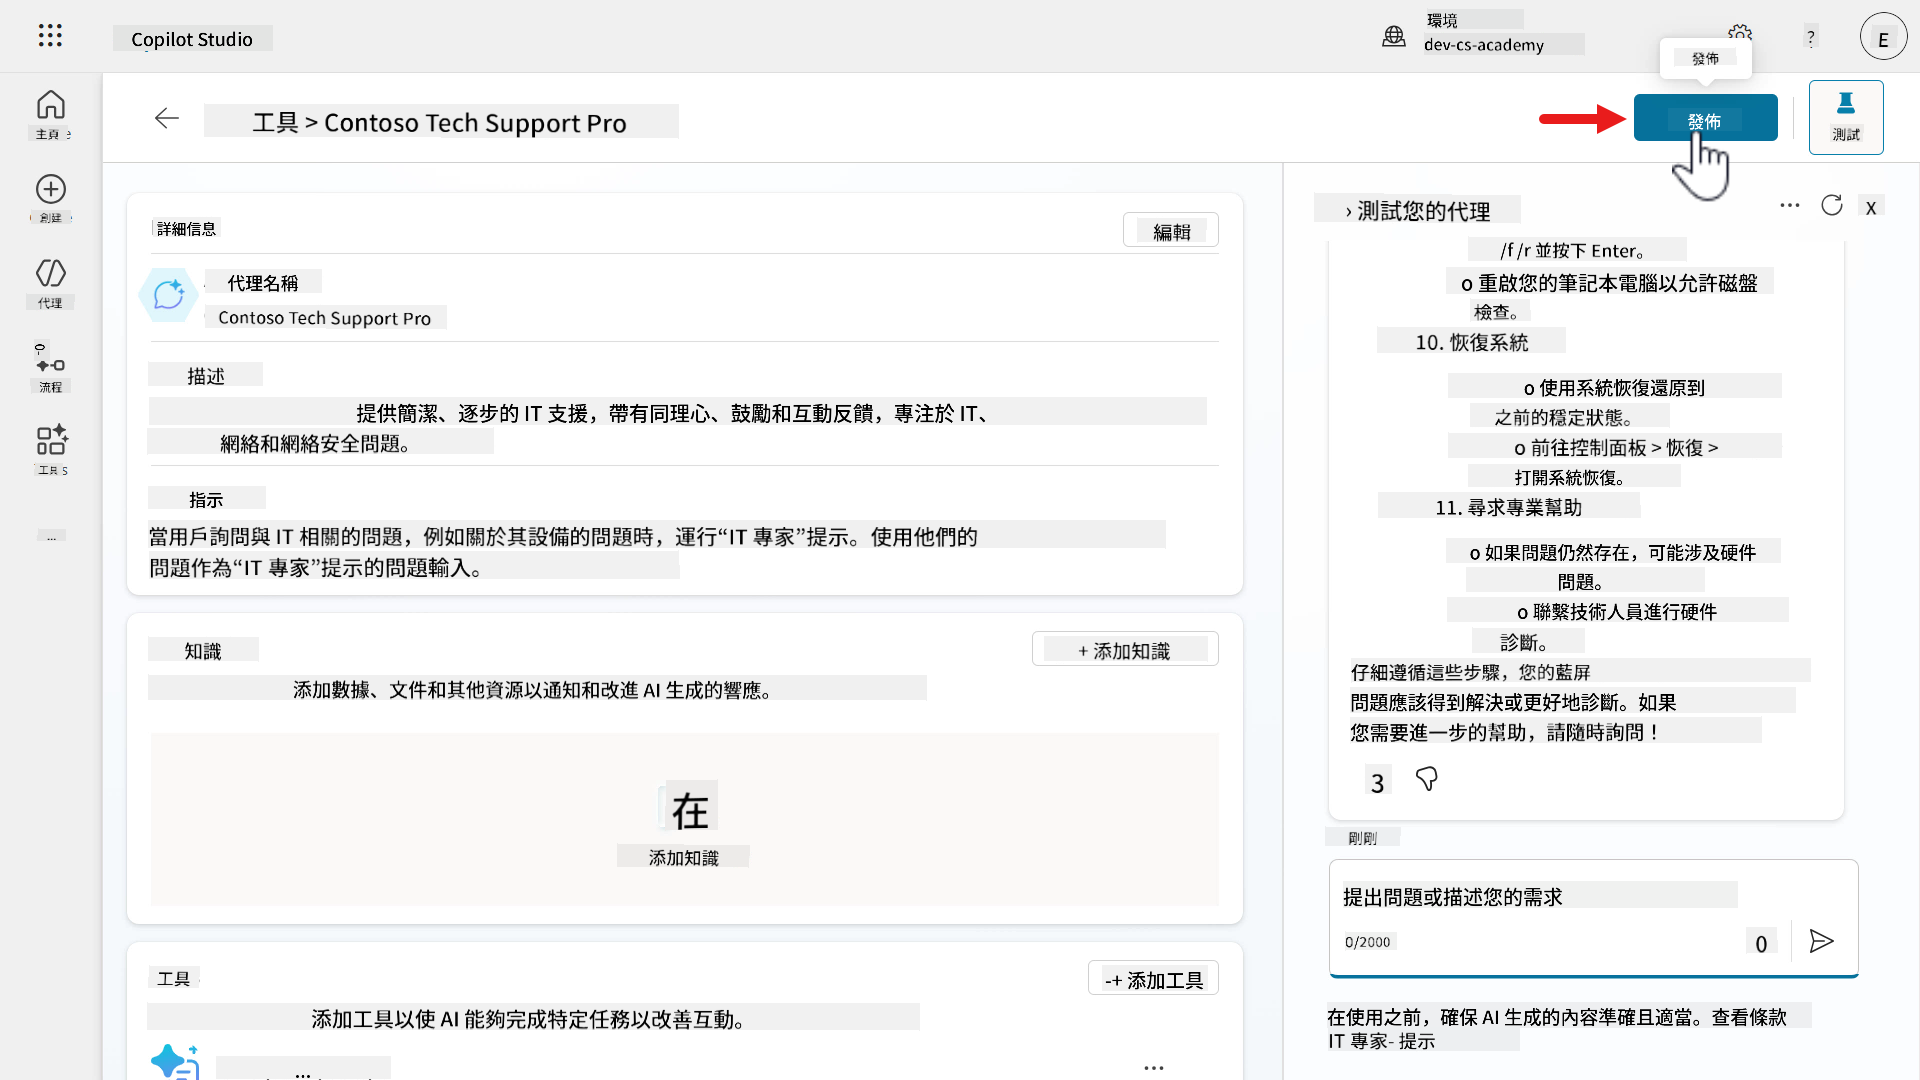 Copilot Studio
環境
dev-cs-academy
?
E
發佈
工具 > Contoso Tech Support Pro
發佈
測試
主頁
創建
代理
流程
工具 s
...
詳細信息
編輯
代理名稱
Contoso Tech Support Pro
描述
提供簡潔、逐步的 IT 支援，帶有同理心、鼓勵和互動反饋，專注於 IT、
網絡和網絡安全問題。
指示
當用戶詢問與 IT 相關的問題，例如關於其設備的問題時，運行“IT 專家”提示。使用他們的
問題作為“IT 專家”提示的問題輸入。
知識
+ 添加知識
添加數據、文件和其他資源以通知和改進 AI 生成的響應。
在
添加知識
工具
-+ 添加工具
添加工具以使 AI 能夠完成特定任務以改善互動。
› 測試您的代理
X
/f /r 並按下 Enter。
o 重啟您的筆記本電腦以允許磁盤
檢查。
10. 恢復系統
o 使用系統恢復還原到
之前的穩定狀態。
o 前往控制面板 > 恢復 >
打開系統恢復。
11. 尋求專業幫助
o 如果問題仍然存在，可能涉及硬件
問題。
o 聯繫技術人員進行硬件
診斷。
仔細遵循這些步驟，您的藍屏
問題應該得到解決或更好地診斷。如果
您需要進一步的幫助，請隨時詢問！
3
剛剛
提出問題或描述您的需求
0/2000
0
在使用之前，確保 AI 生成的內容準確且適當。查看條款
IT 專家- 提示